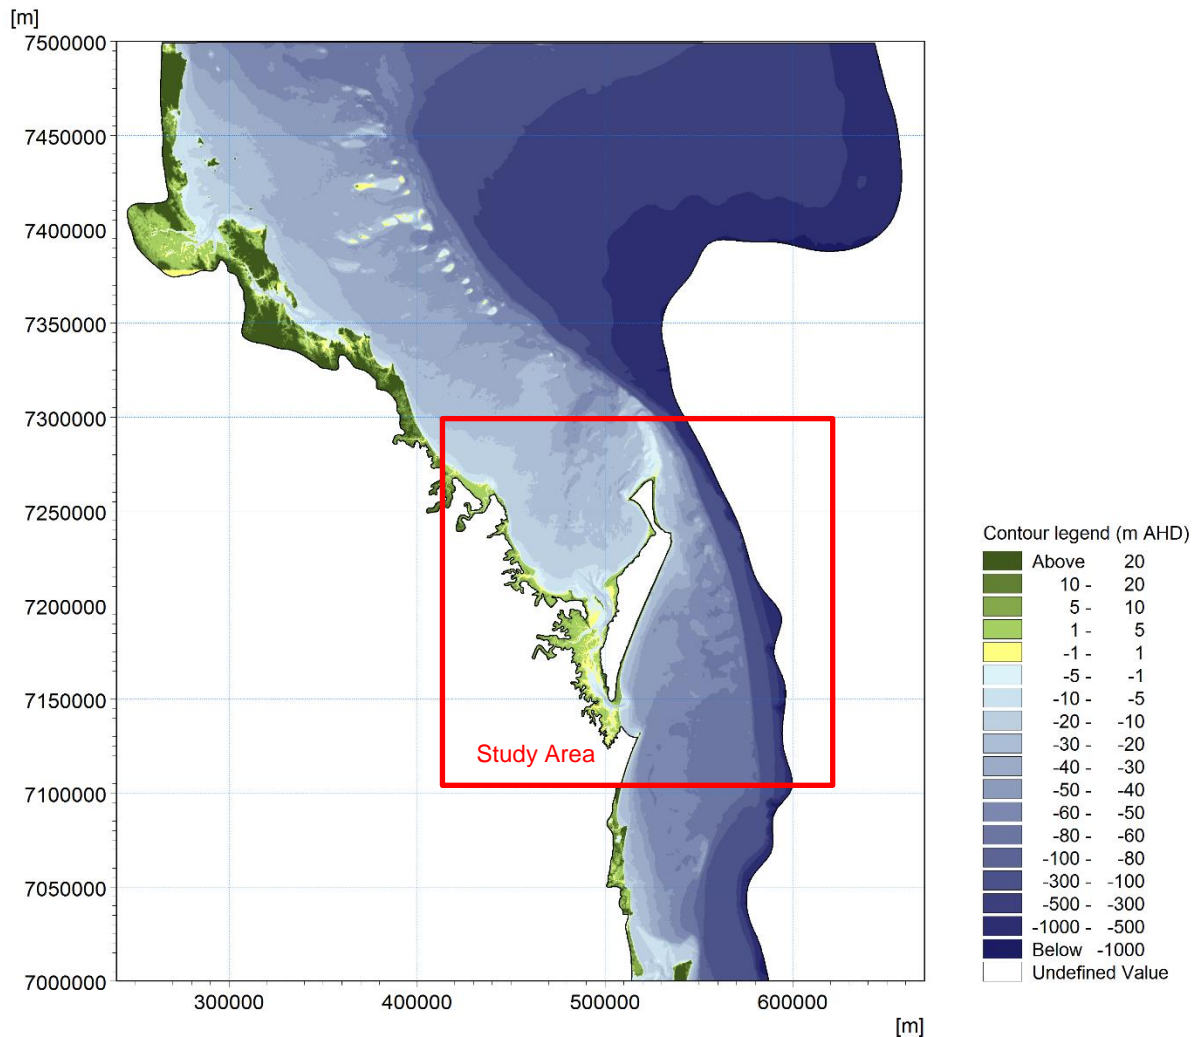 [m]
7500000
7450000
7400000
7350000
7300000
7250000
7200000
7150000
7100000
7050000
7000000
300000 400000 500000 600000
[m]
Study Area
Contour legend (m AHD)
Above 20
10 - 20
5 - 10
1 - 5
-1 - 1
-5 - -1
-10 - -5
-20 - -10
-30 - -20
-40 - -30
-50 - -40
-60 - -50
-80 - -60
-100 - -80
-300 - -100
-500 - -300
-1000 - -500
Below -1000
Undefined Value